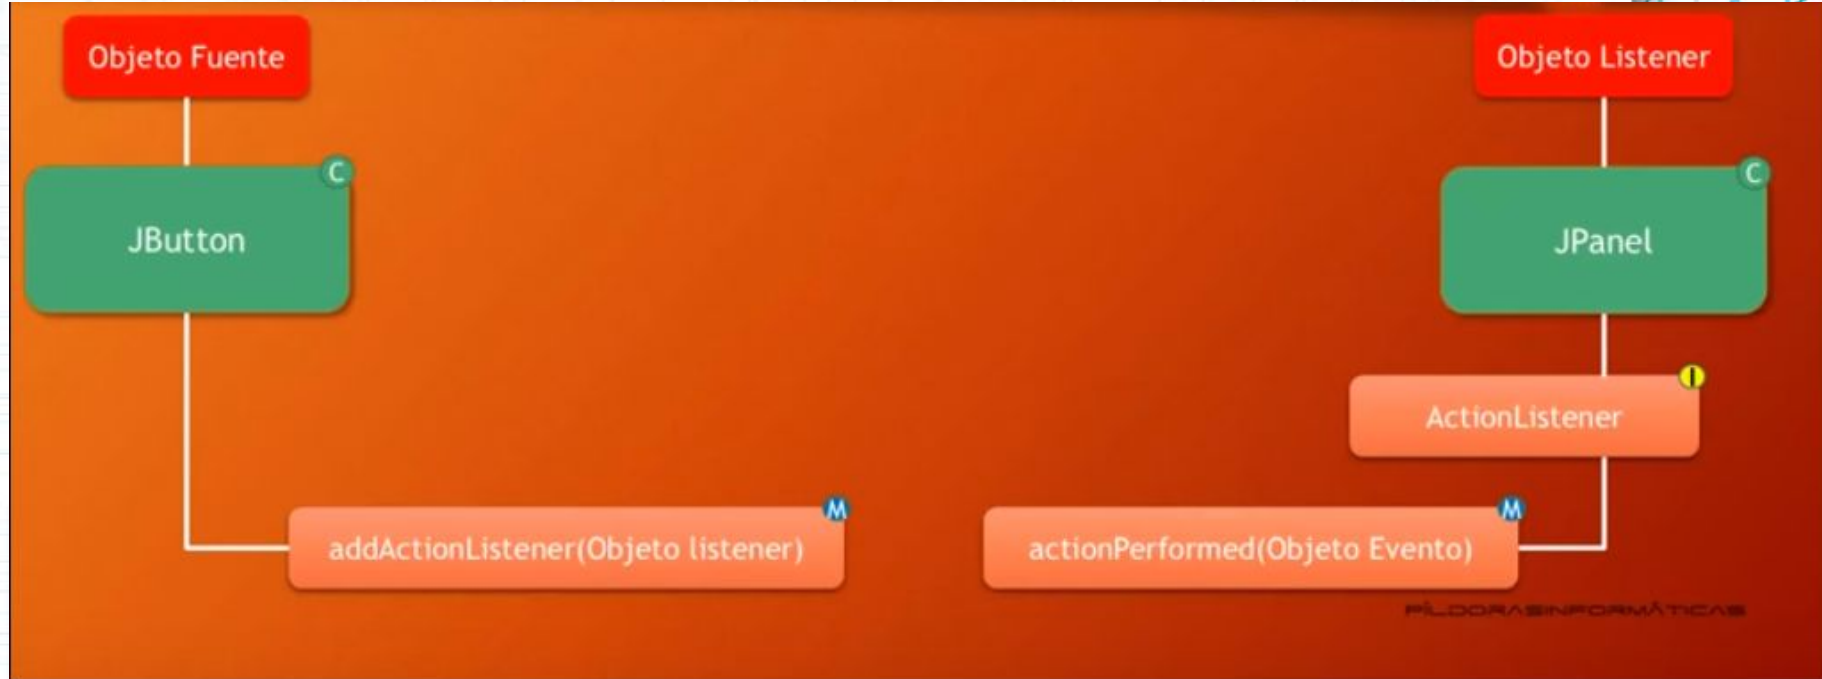 Objeto Fuente
Objeto Listener
C
JButton
C
JPanel
I
ActionListener
M
addActionListener(Objeto listener)
M
actionPerformed(Objeto Evento)
PÍLDORASINFORMÁTICAS